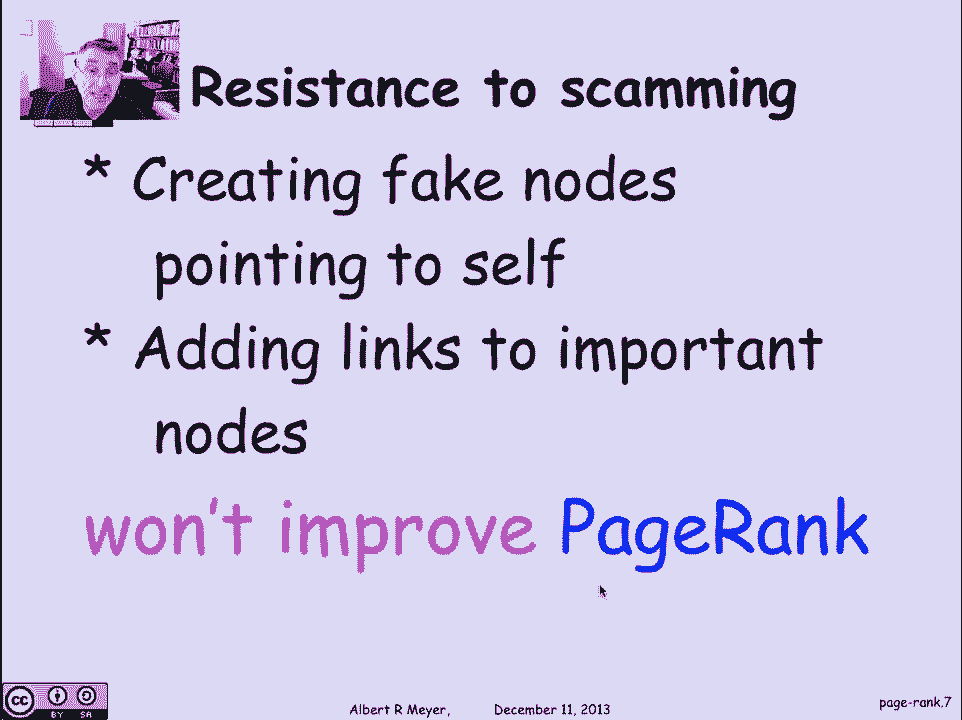 Resistance to scamming
* Creating fake nodes
pointing to self
* Adding links to important
nodes
won't improve PageRank
cc BY SA
Albert R Meyer, December 11, 2013
page-rank.7